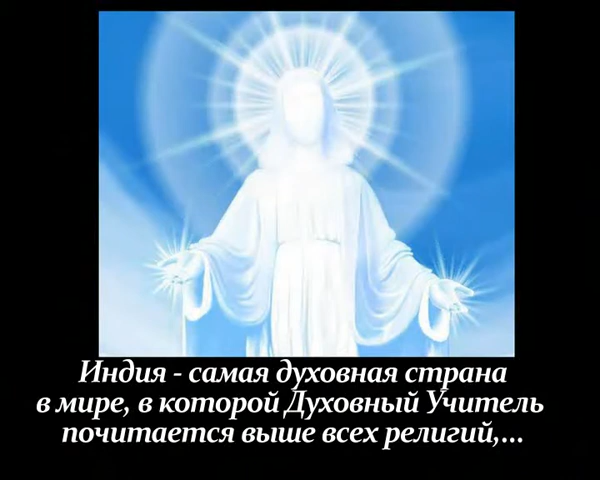 Индия - самая духовная страна
в мире, в которой Духовный Учитель
почитается выше всех религий,...